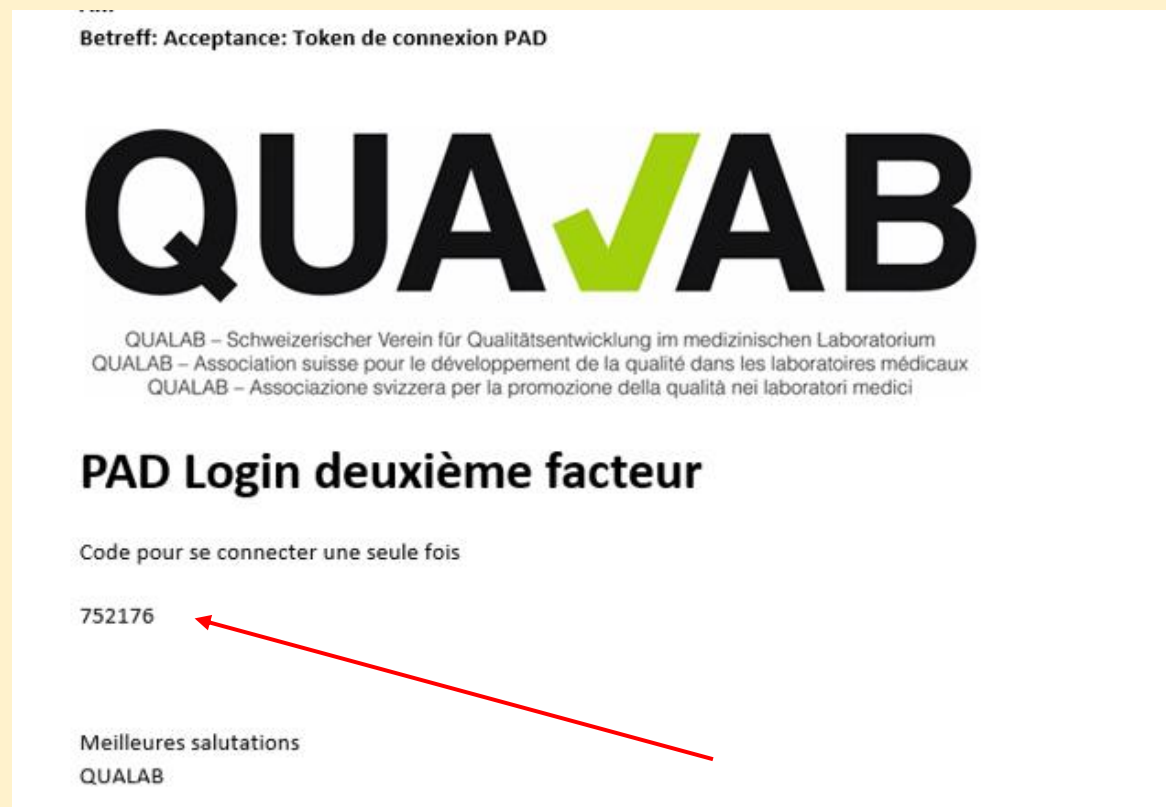 Betreff: Acceptance: Token de connexion PAD
QUALAB
QUALAB – Schweizerischer Verein für Qualitätsentwicklung im medizinischen Laboratorium
QUALAB – Association suisse pour le développement de la qualité dans les laboratoires médicaux
QUALAB – Associazione svizzera per la promozione della qualità nei laboratori medici
PAD Login deuxième facteur
Code pour se connecter une seule fois
752176
Meilleures salutations
QUALAB